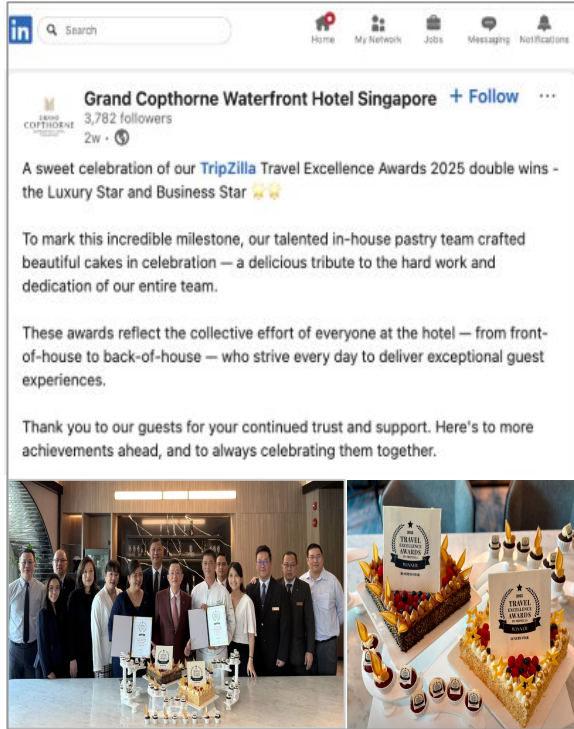 in
Search
Home
My Network
Jobs
Messaging
Notifications
Grand Copthorne Waterfront Hotel Singapore + Follow ...
GRAND
COPTHORNE
3,782 followers
2w •
A sweet celebration of our TripZilla Travel Excellence Awards 2025 double wins -
the Luxury Star and Business Star
To mark this incredible milestone, our talented in-house pastry team crafted
beautiful cakes in celebration — a delicious tribute to the hard work and
dedication of our entire team.
These awards reflect the collective effort of everyone at the hotel — from front-
of-house to back-of-house — who strive every day to deliver exceptional guest
experiences.
Thank you to our guests for your continued trust and support. Here's to more
achievements ahead, and to always celebrating them together.
TRAVEL
EXCELLENCE
AWARDS
WINNER
BUSINESS STAR
TRAVEL
EXCELLENCE
AWARDS
WINNER